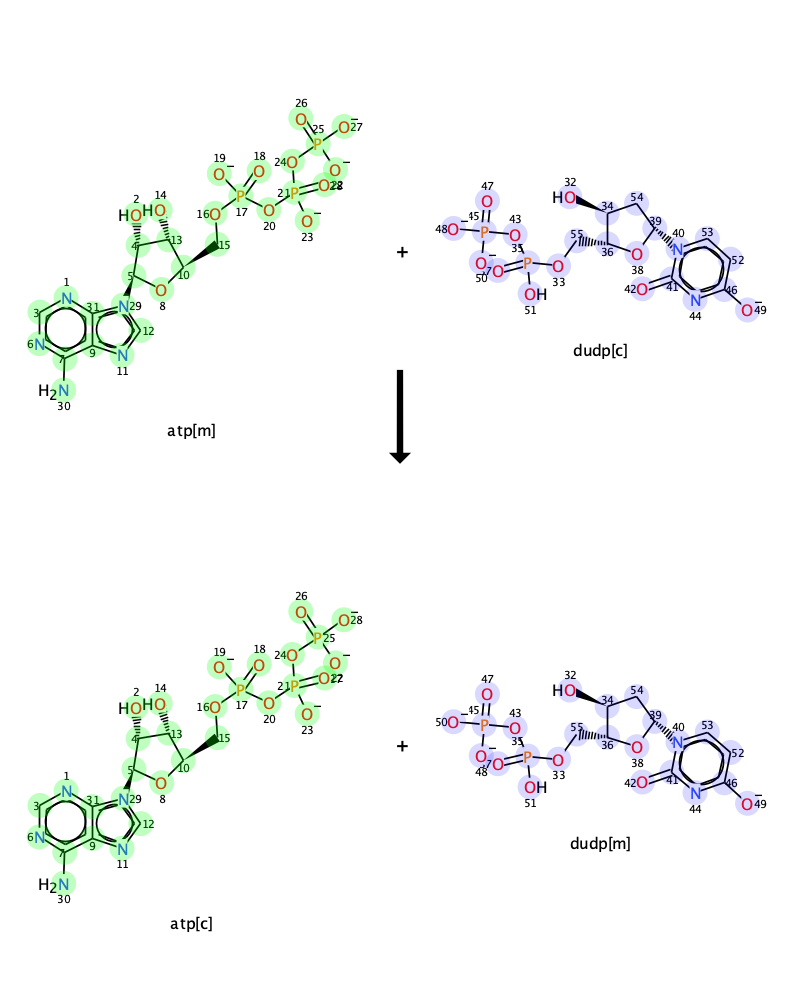 26
25
O⁻27
O
P
19
18
24
O
O⁻
O⁻
O
21
P
O
28
2
14
17
P
HO
HO
16
O
20
O
O⁻
23
4
13
15
5
10
O
8
1
N
3
31
N
29
6
N
7
9
12
N
11
H₂N
30
atp[m]
+
47
O
32
HO
54
34
48
O⁻
45
P
43
O
39
35
55
40
53
N
36
O
38
52
O⁻
50
37
O
P
O
33
42
O
41
46
OH
51
N
44
O⁻
49
dudp[c]
26
O
O⁻
28
P
25
19
18
24
O
O⁻
O⁻
O
21
P
O
27
22
2
14
17
P
HO
HO
16
O
20
O
O⁻
23
4
13
15
5
10
O
8
1
N
3
31
N
29
6
N
7
9
12
N
11
H₂N
30
atp[c]
+
47
O
32
HO
54
34
50
O⁻
45
P
43
O
39
35
55
40
53
N
36
O
38
52
O⁻
48
37
O
P
O
33
42
O
41
46
OH
51
N
44
O⁻
49
dudp[m]